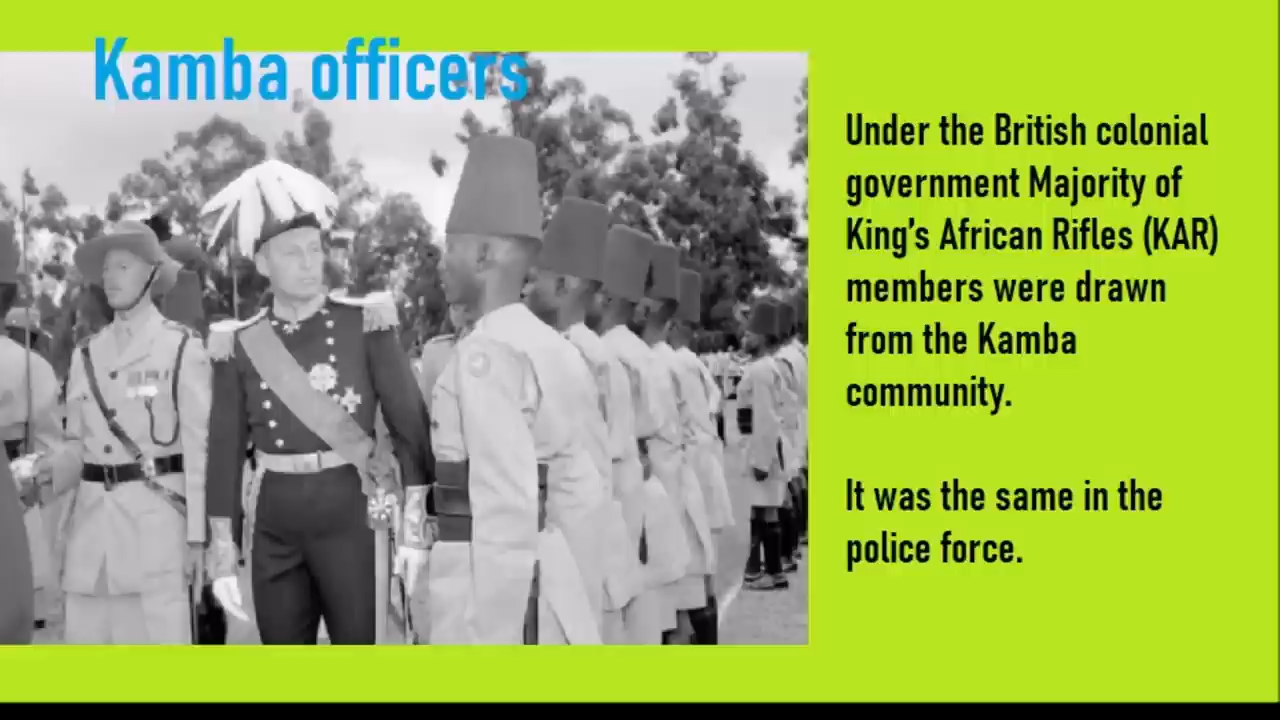 Kamba officers
Under the British colonial
government Majority of
King's African Rifles (KAR)
members were drawn
from the Kamba
community.
It was the same in the
police force.